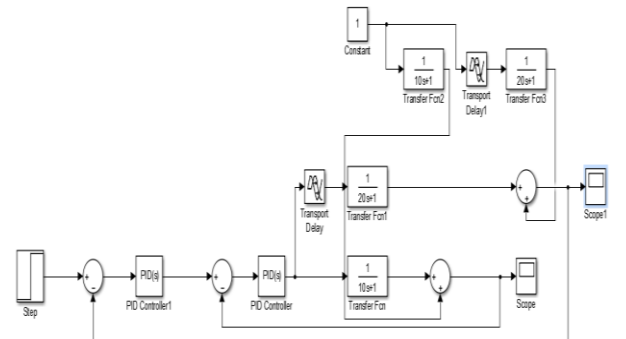 1
Constant
1
10s+1
Transfer Fcn2
Transport
Delay1
1
20s+1
Transfer Fcn3
Transport
Delay
1
20s+1
Transfer Fcn1
+
+
Scope1
Step
+
−
PID(s)
PID Controller1
+
−
PID(s)
PID Controller
1
10s+1
Transfer Fcn
+
+
Scope